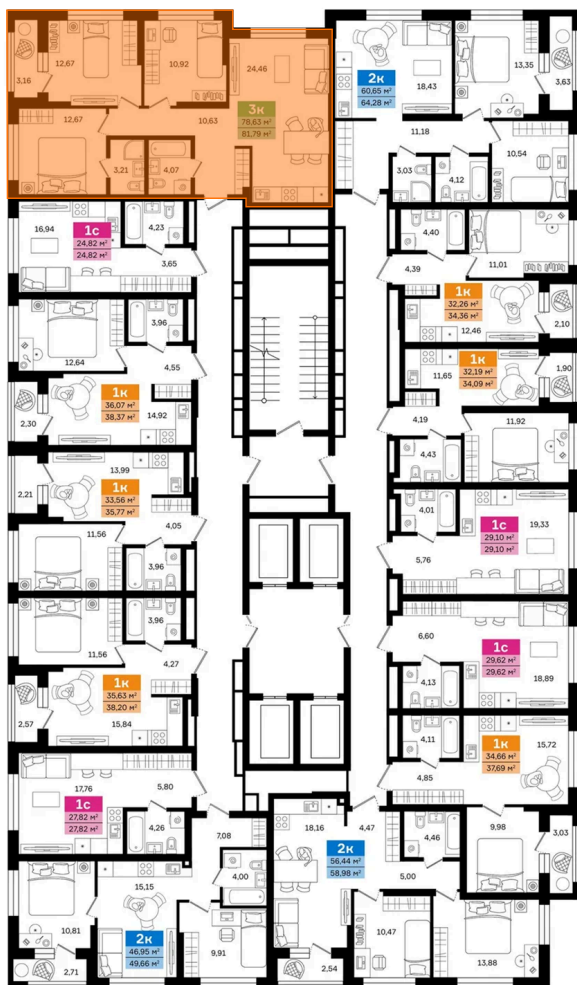 3,16
12,67
10,92
24,46
3к
78,63 м²
81,79 м²
12,67
10,63
3,21
4,07
2к
60,65 м²
64,28 м²
18,43
13,35
3,63
11,18
3,03
4,12
10,54
16,94
1с
24,82 м²
24,82 м²
4,23
3,65
4,40
4,39
11,01
1к
32,26 м²
34,36 м²
12,46
2,10
3,96
12,64
4,55
1к
36,07 м²
38,37 м²
14,92
2,30
11,65
1к
32,19 м²
34,09 м²
1,90
4,19
11,92
4,43
2,21
13,99
1к
33,56 м²
35,77 м²
4,05
11,56
3,96
4,01
1с
29,10 м²
29,10 м²
19,33
5,76
3,96
11,56
4,27
1к
35,63 м²
38,20 м²
2,57
15,84
6,60
1с
29,62 м²
29,62 м²
4,13
18,89
4,11
1к
34,66 м²
37,69 м²
15,72
4,85
17,76
5,80
1с
27,82 м²
27,82 м²
4,26
7,08
4,00
15,15
10,81
2к
46,95 м²
49,66 м²
2,71
9,91
18,16
4,47
2к
56,44 м²
58,98 м²
4,46
5,00
9,98
3,03
10,47
2,54
13,88